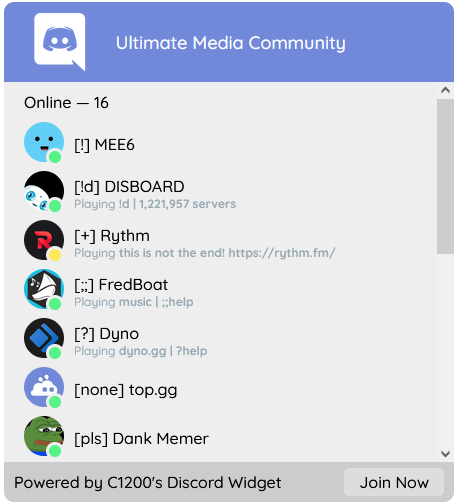 Ultimate Media Community
Online — 16
[!] MEE6
[!d] DISBOARD
Playing !d | 1,221,957 servers
[+] Rythm
Playing this is not the end! https://rythm.fm/
[;;] FredBoat
Playing music | ;;help
[?] Dyno
Playing dyno.gg | ?help
[none] top.gg
[pls] Dank Memer
Powered by C1200's Discord Widget
Join Now